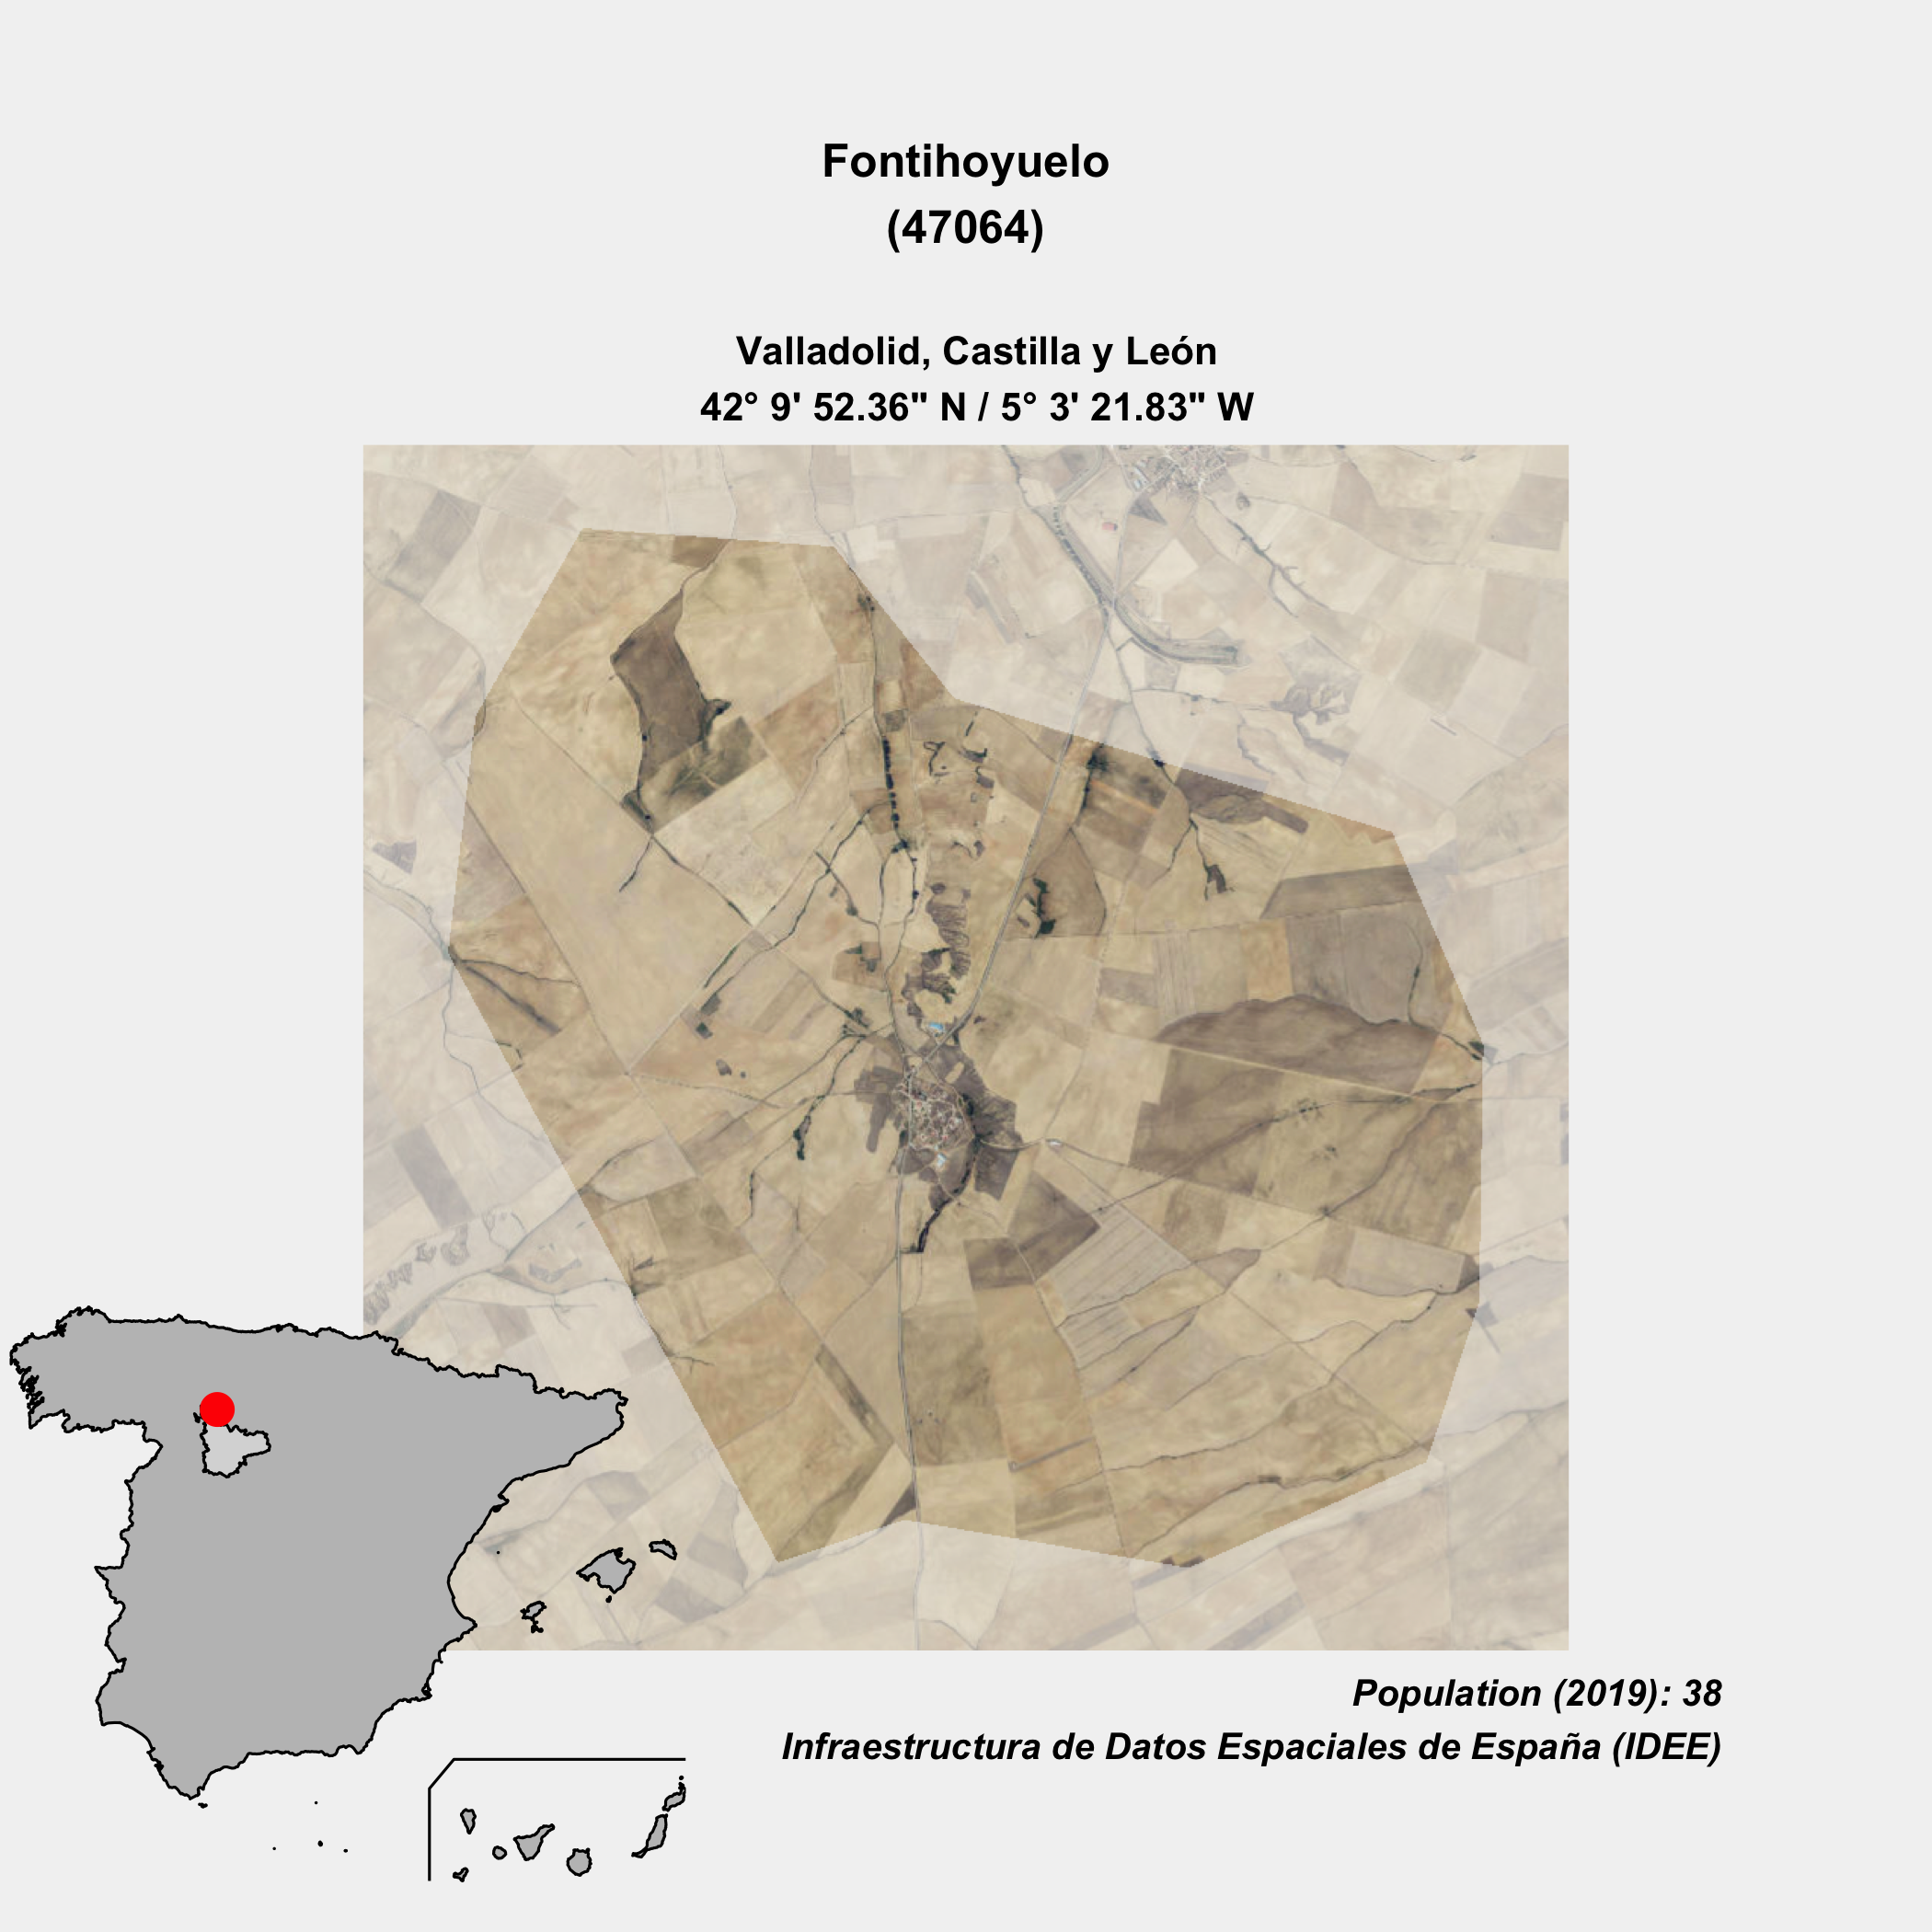 Fontihoyuelo
(47064)
Valladolid, Castilla y León
42° 9' 52.36" N / 5° 3' 21.83" W
Population (2019): 38
Infraestructura de Datos Espaciales de España (IDEE)